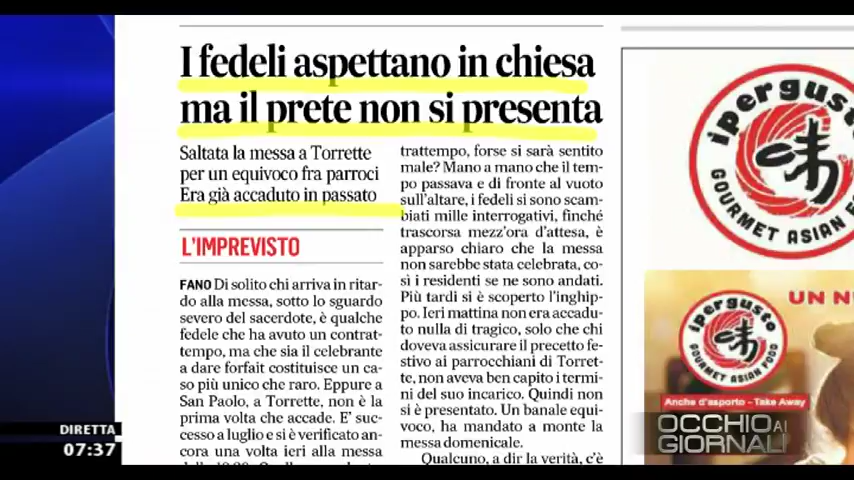 I fedeli aspettano in chiesa
ma il prete non si presenta
Saltata la messa a Torrette
per un equivoco fra parroci
Era già accaduto in passato
L'IMPREVISTO
FANO Di solito chi arriva in ritar-
do alla messa, sotto lo sguardo
severo del sacerdote, è qualche
fedele che ha avuto un contrat-
tempo, ma che sia il celebrante
a dare forfait costituisce un ca-
so più unico che raro. Eppure a
San Paolo, a Torrette, non è la
prima volta che accade. E' suc-
cesso a luglio e si è verificato an-
cora una volta ieri alla messa
trattempo, forse si sarà sentito
male? Mano a mano che il tem-
po passava e di fronte al vuoto
sull'altare, i fedeli si sono scam-
biati mille interrogativi, finché
trascorsa mezz'ora d'attesa, è
apparso chiaro che la messa
non sarebbe stata celebrata, co-
sì i residenti se ne sono andati.
Più tardi si è scoperto l'inghip-
po. Ieri mattina non era accadu-
to nulla di tragico, solo che chi
doveva assicurare il precetto fe-
stivo ai parrocchiani di Torret-
te, non aveva ben capito i termi-
ni del suo incarico. Quindi non
si è presentato. Un banale equi-
voco, ha mandato a monte la
messa domenicale.
Qualcuno, a dir la verità, c'è
ipergusto
GOURMET ASIAN FOOD
UN N
ipergusto
GOURMET ASIAN FOOD
Anche d'asporto - Take Away
OCCHIO AI
GIORNALI
DIRETTA
07:37